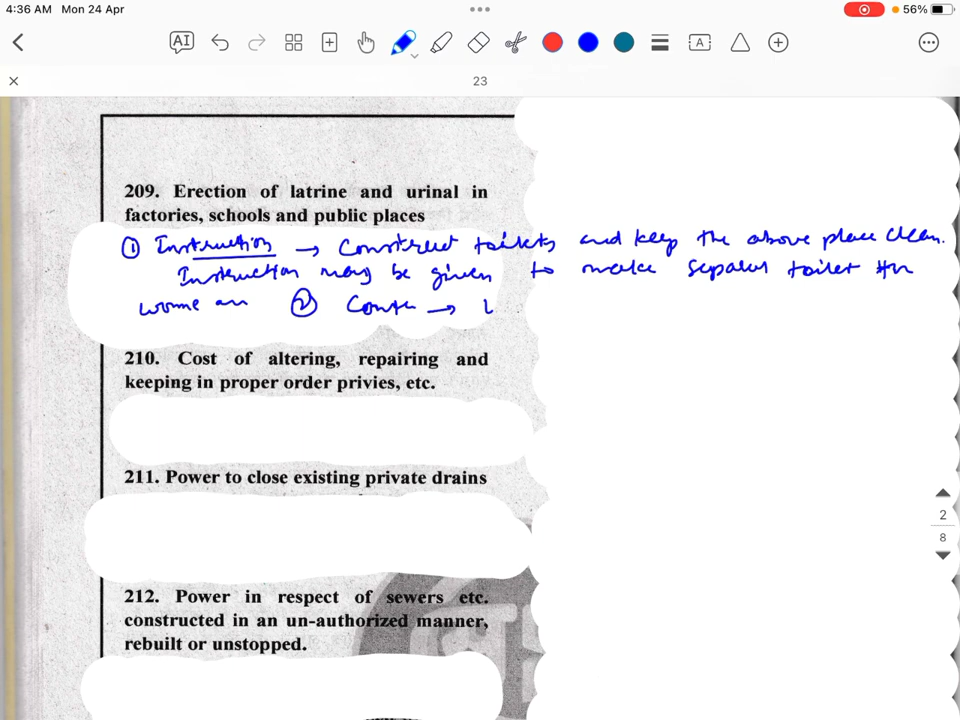 4:36 AM Mon 24 Apr
56%
AI
A
23
209. Erection of latrine and urinal in
factories, schools and public places
① Instruction → Construct toilets and keep the above place clean.
Instruction may be given to make separate toilet
② →
210. Cost of altering, repairing and
keeping in proper order privies, etc.
211. Power to close existing private drains
2
8
212. Power in respect of sewers etc.
constructed in an un-authorized manner,
rebuilt or unstopped.